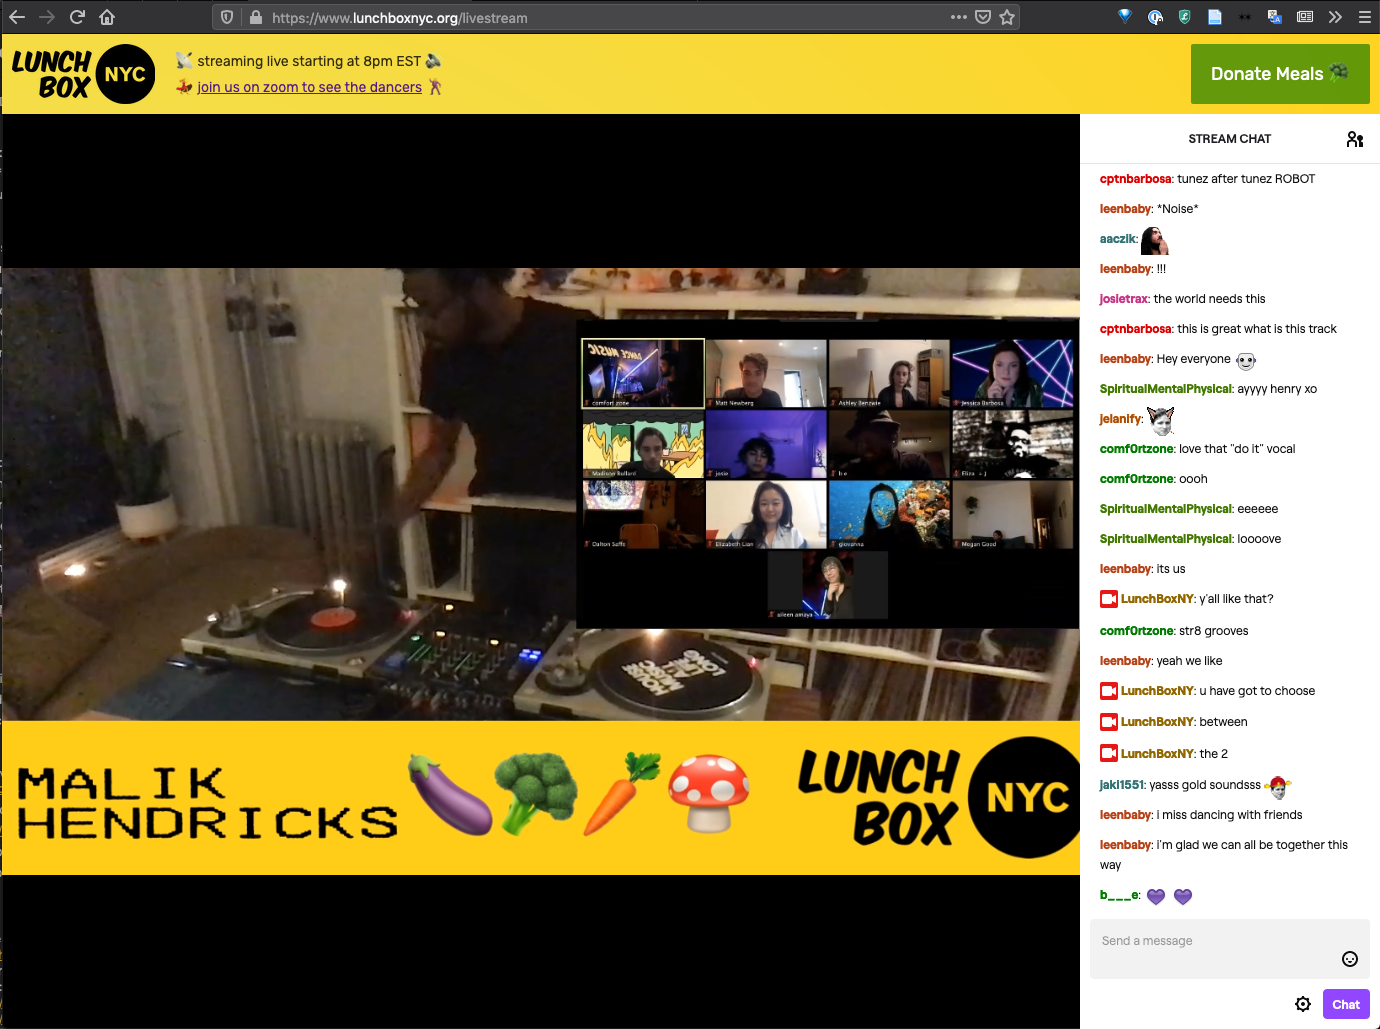 https://www.lunchboxnyc.org/livestream
LUNCH
BOX
NYC
streaming live starting at 8pm EST
join us on zoom to see the dancers
Donate Meals
STREAM CHAT
cptnbarbosa: tunez after tunez ROBOT
leenbaby: *Noise*
aaczik:
leenbaby: !!!
josietrax: the world needs this
cptnbarbosa: this is great what is this track
leenbaby: Hey everyone
SpiritualMentalPhysical: ayyyy henry xo
jelanify:
comf0rtzone: love that "do it" vocal
comf0rtzone: oooh
SpiritualMentalPhysical: eeeeee
SpiritualMentalPhysical: loooove
leenbaby: its us
LunchBoxNY: y'all like that?
comf0rtzone: str8 grooves
leenbaby: yeah we like
LunchBoxNY: u have got to choose
LunchBoxNY: between
LunchBoxNY: the 2
jaki1551: yasss gold soundsss
leenbaby: i miss dancing with friends
leenbaby: i'm glad we can all be together this
way
b___e:
Send a message
Chat
DANCE MUSIC
comfort zone
Matt Newberg
Ashley Benzwie
Jessica Barbosa
Madison Bullard
josie
b e
Eliza + J
Dalton Saffe
Elizabeth Lian
giovanna
Megan Good
aileen amaya
MALIK
HENDRICKS
LUNCH
BOX
NYC